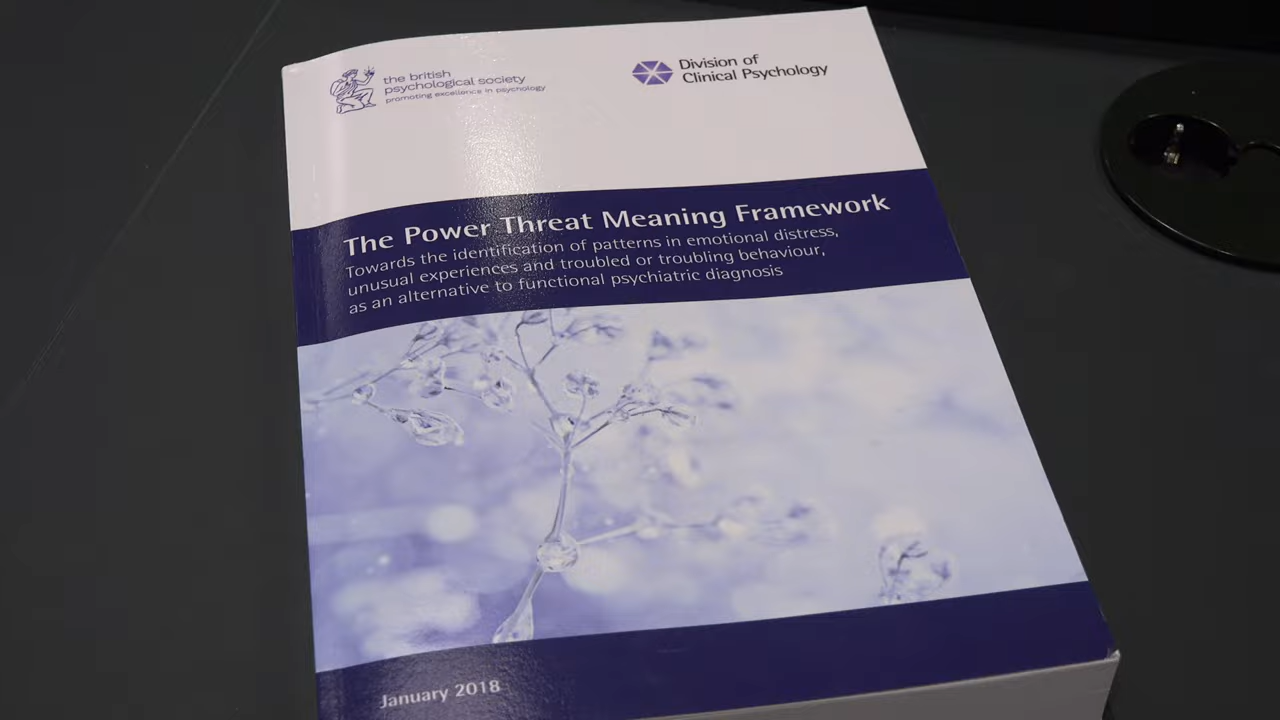 the british
psychological society
promoting excellence in psychology
Division of
Clinical Psychology
The Power Threat Meaning Framework
Towards the identification of patterns in emotional distress,
unusual experiences and troubled or troubling behaviour,
as an alternative to functional psychiatric diagnosis
January 2018